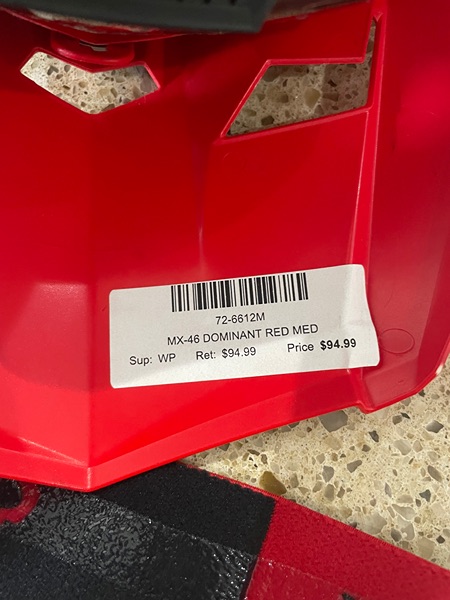 72-6612M
MX-46 DOMINANT RED MED
Sup: WP Ret: $94.99 Price $94.99